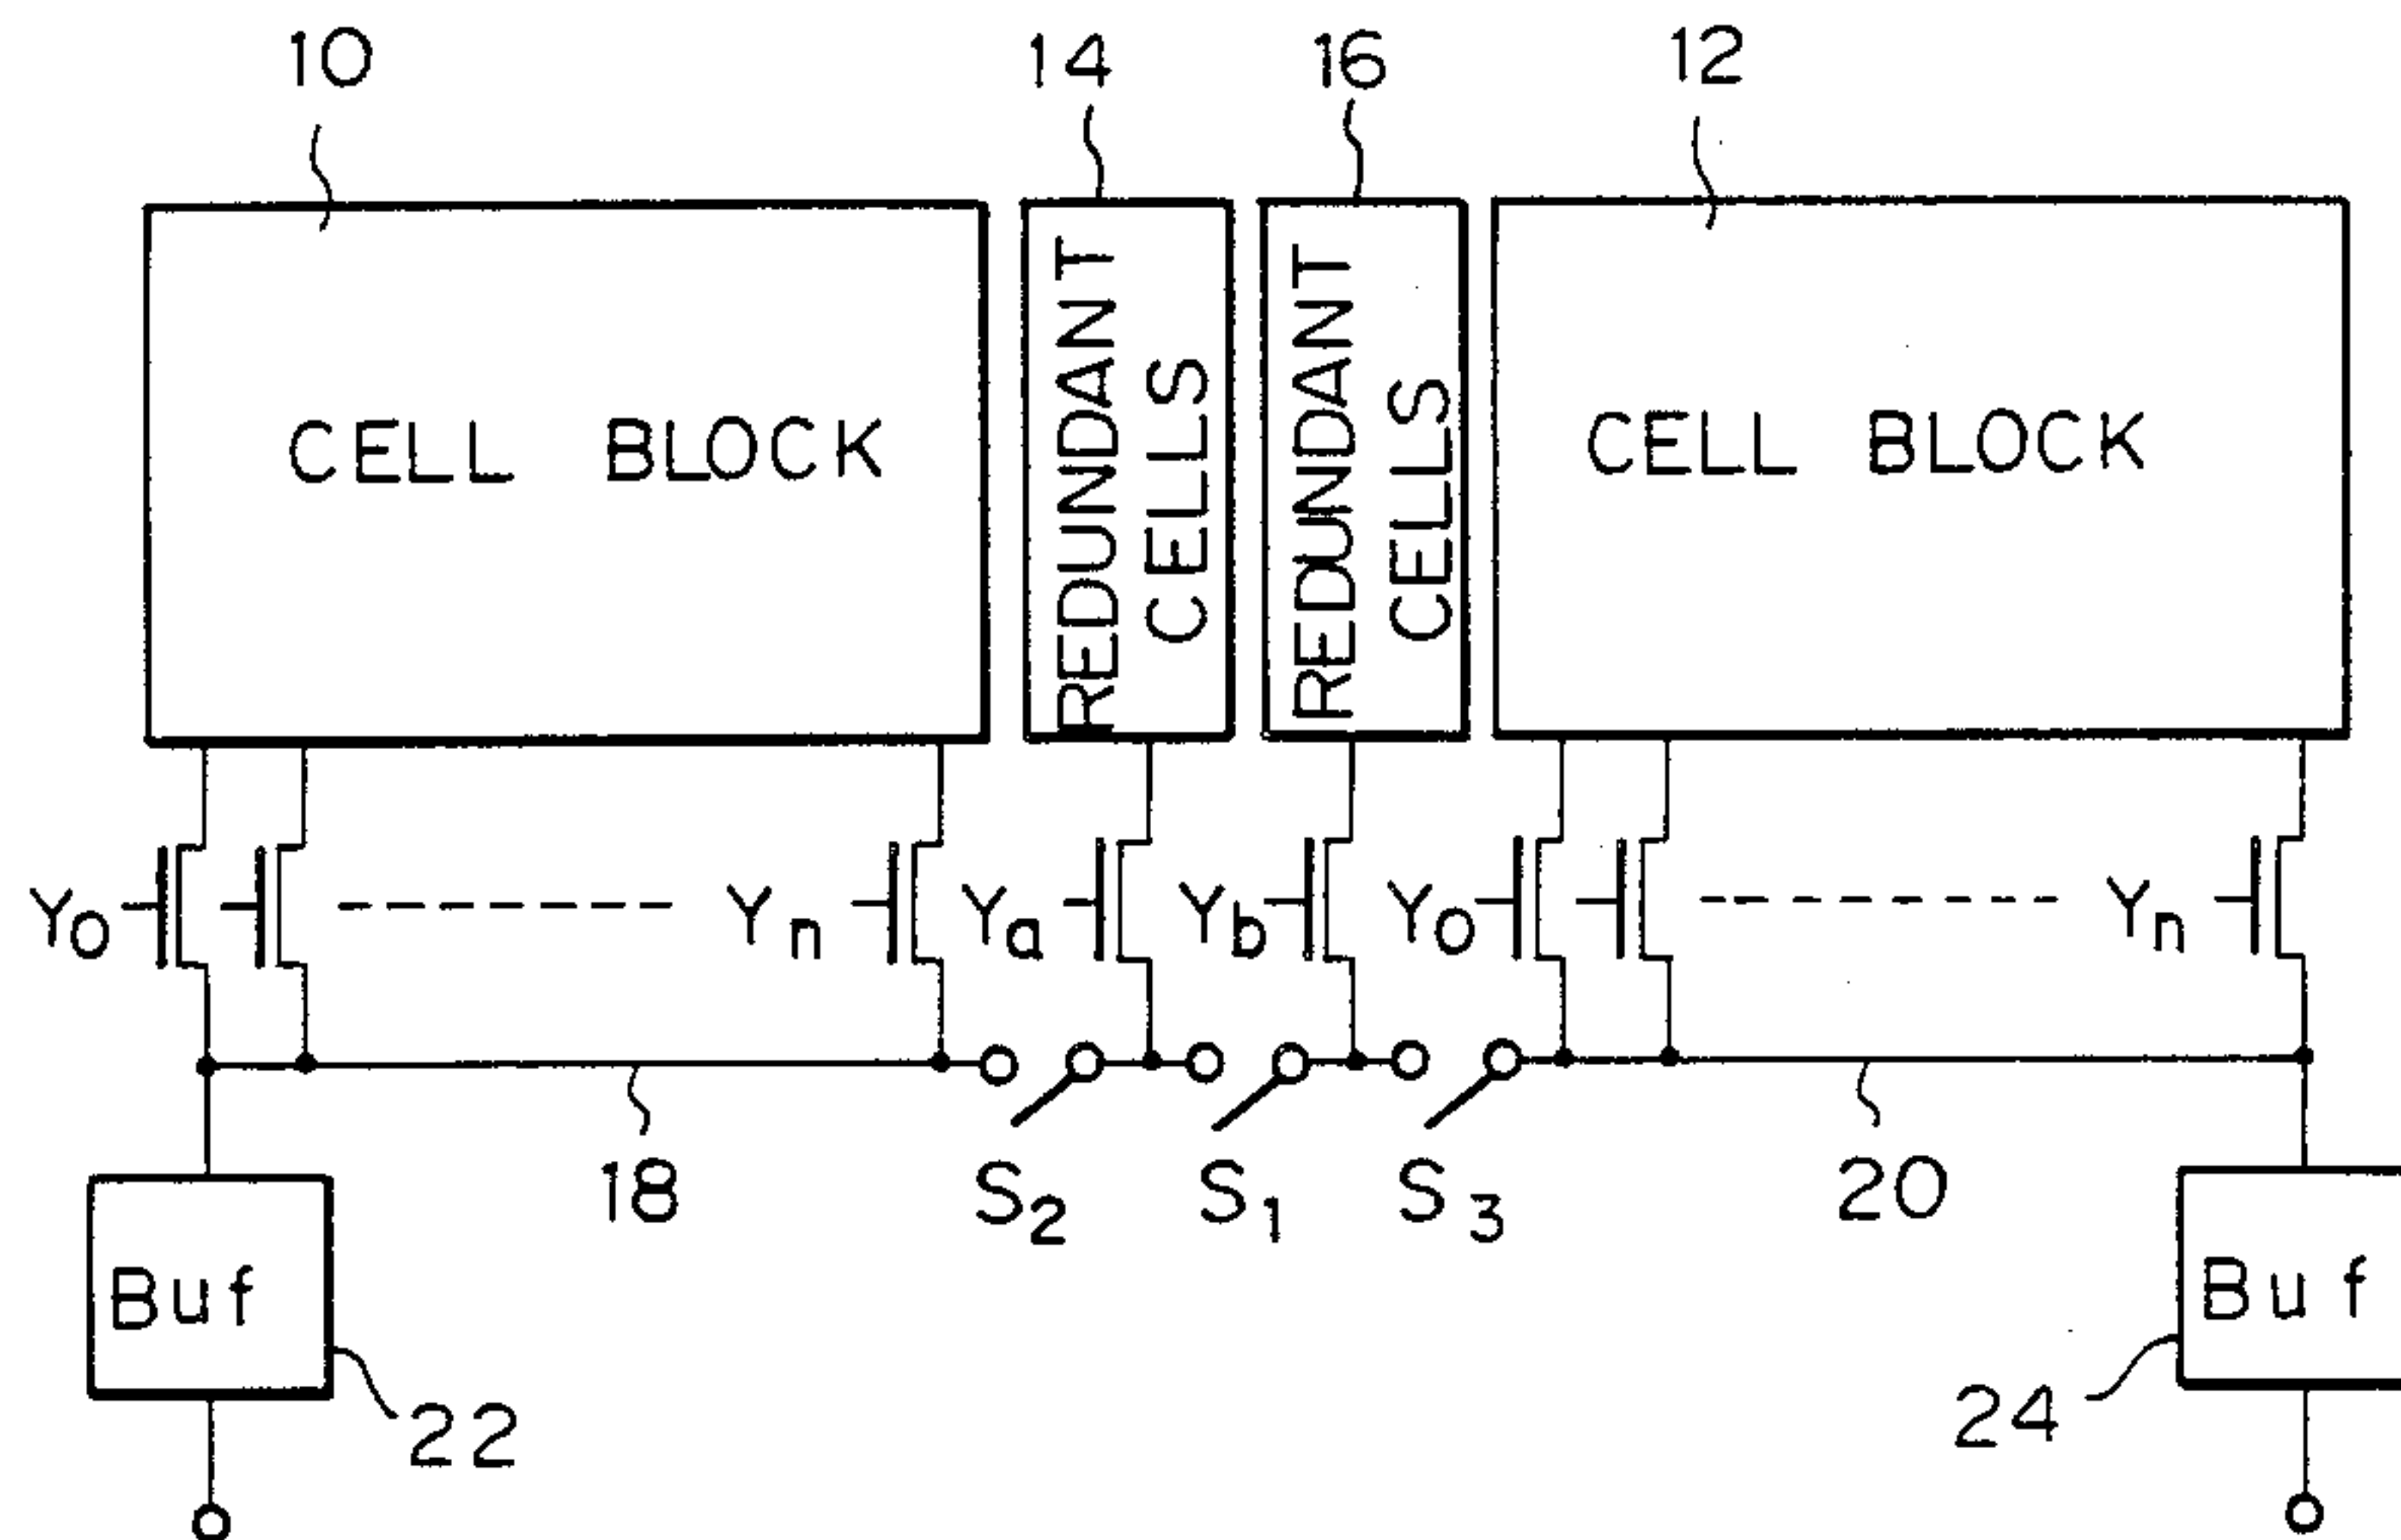 10
14
16
12
CELL BLOCK
REDUNDANT
CELLS
REDUNDANT
CELLS
CELL BLOCK
Y0
Yn
Ya
Yb
Y0
Yn
18
S2
S1
S3
20
Buf
22
24
Buf